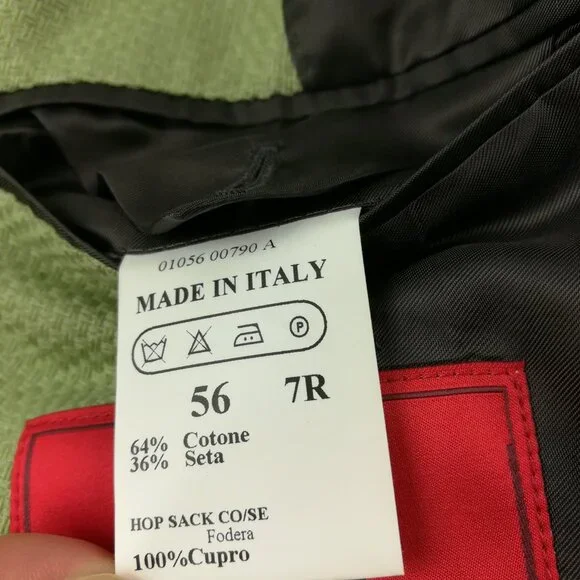 01056 00790 A
MADE IN ITALY
P
56 7R
64% Cotone
36% Seta
HOP SACK CO/SE
Fodera
100%Cupro